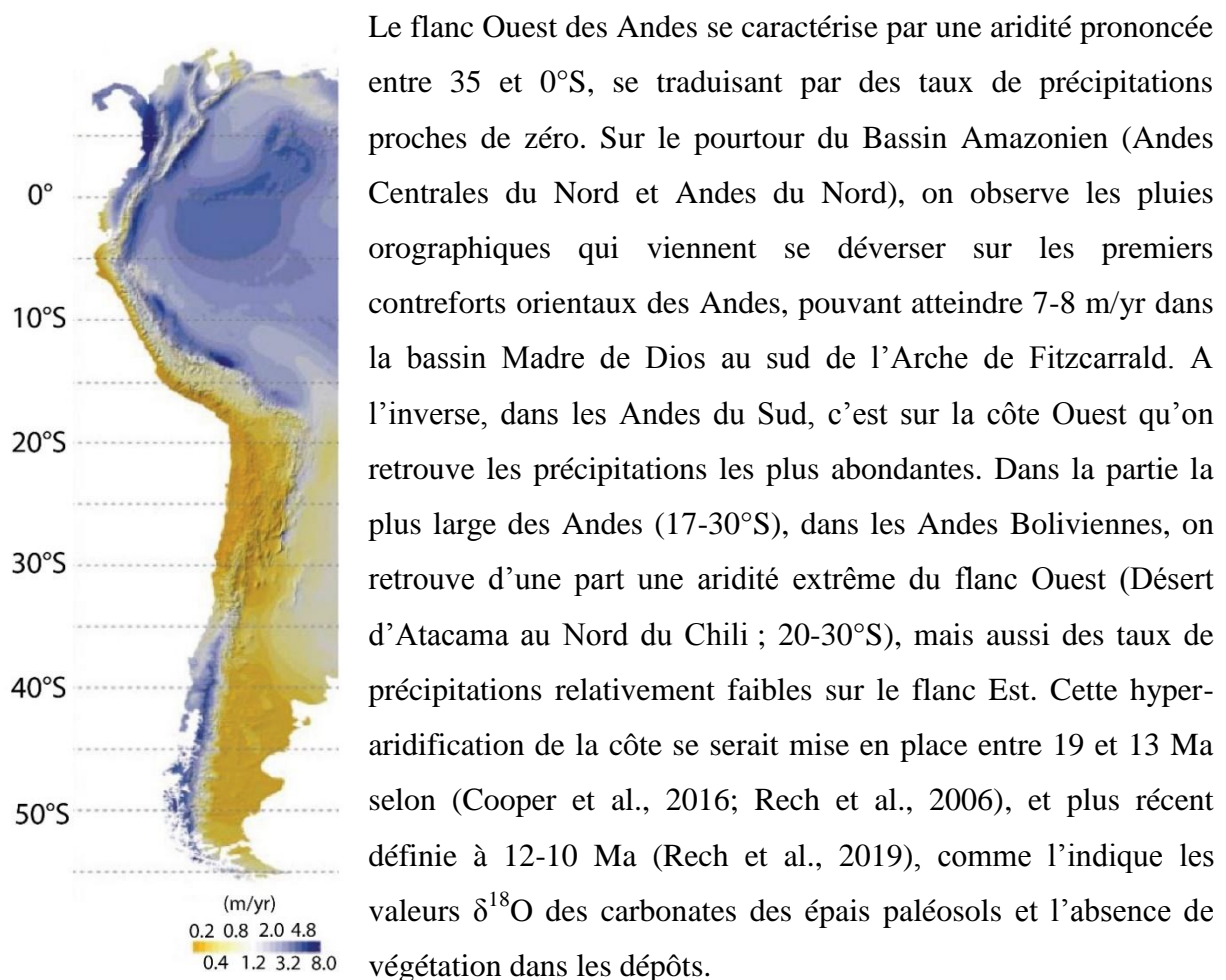 Le flanc Ouest des Andes se caractérise par une aridité prononcée
entre 35 et 0°S, se traduisant par des taux de précipitations
proches de zéro. Sur le pourtour du Bassin Amazonien (Andes
Centrales du Nord et Andes du Nord), on observe les pluies
orographiques qui viennent se déverser sur les premiers
contreforts orientaux des Andes, pouvant atteindre 7-8 m/yr dans
la bassin Madre de Dios au sud de l’Arche de Fitzcarrald. A
l’inverse, dans les Andes du Sud, c’est sur la côte Ouest qu’on
retrouve les précipitations les plus abondantes. Dans la partie la
plus large des Andes (17-30°S), dans les Andes Boliviennes, on
retrouve d’une part une aridité extrême du flanc Ouest (Désert
d’Atacama au Nord du Chili ; 20-30°S), mais aussi des taux de
précipitations relativement faibles sur le flanc Est. Cette hyper-
aridification de la côte se serait mise en place entre 19 et 13 Ma
selon (Cooper et al., 2016; Rech et al., 2006), et plus récent
définie à 12-10 Ma (Rech et al., 2019), comme l’indique les
valeurs δ¹⁸O des carbonates des épais paléosols et l’absence de
végétation dans les dépôts.
0°
10°S
20°S
30°S
40°S
50°S
(m/yr)
0.2 0.8 2.0 4.8
0.4 1.2 3.2 8.0